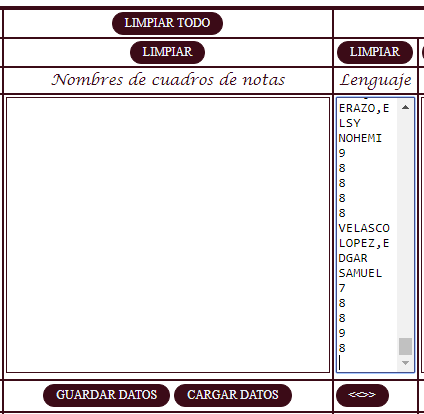 LIMPIAR TODO
LIMPIAR
LIMPIAR
Nombres de cuadros de notas
Lenguaje
ERAZO,E
LSY
NOHEMI
9
8
8
8
8
VELASCO
LOPEZ,E
DGAR
SAMUEL
7
8
8
9
8
GUARDAR DATOS
CARGAR DATOS
<<>>